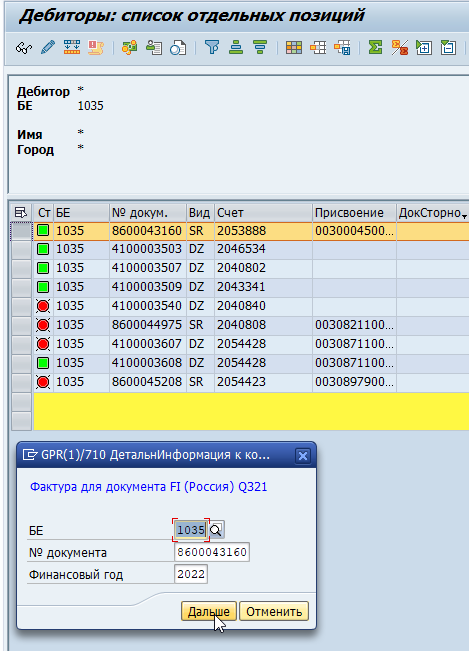 Дебиторы: список отдельных позиций
Дебитор *
БЕ 1035
Имя *
Город *
Ст БЕ № докум. Вид Счет Присвоение ДокСторно
1035 8600043160 SR 2053888 0030004500...
1035 4100003503 DZ 2046534
1035 4100003507 DZ 2040802
1035 4100003509 DZ 2043341
1035 4100003540 DZ 2040840
1035 8600044975 SR 2040808 0030821100...
1035 4100003607 DZ 2054428 0030871100...
1035 4100003608 DZ 2054428 0030871100...
1035 8600045208 SR 2054423 0030897900...
GPR(1)/710 ДетальнИнформация к ко...
Фактура для документа FI (Россия) Q321
БЕ 1035
№ документа 8600043160
Финансовый год 2022
Дальше Отменить